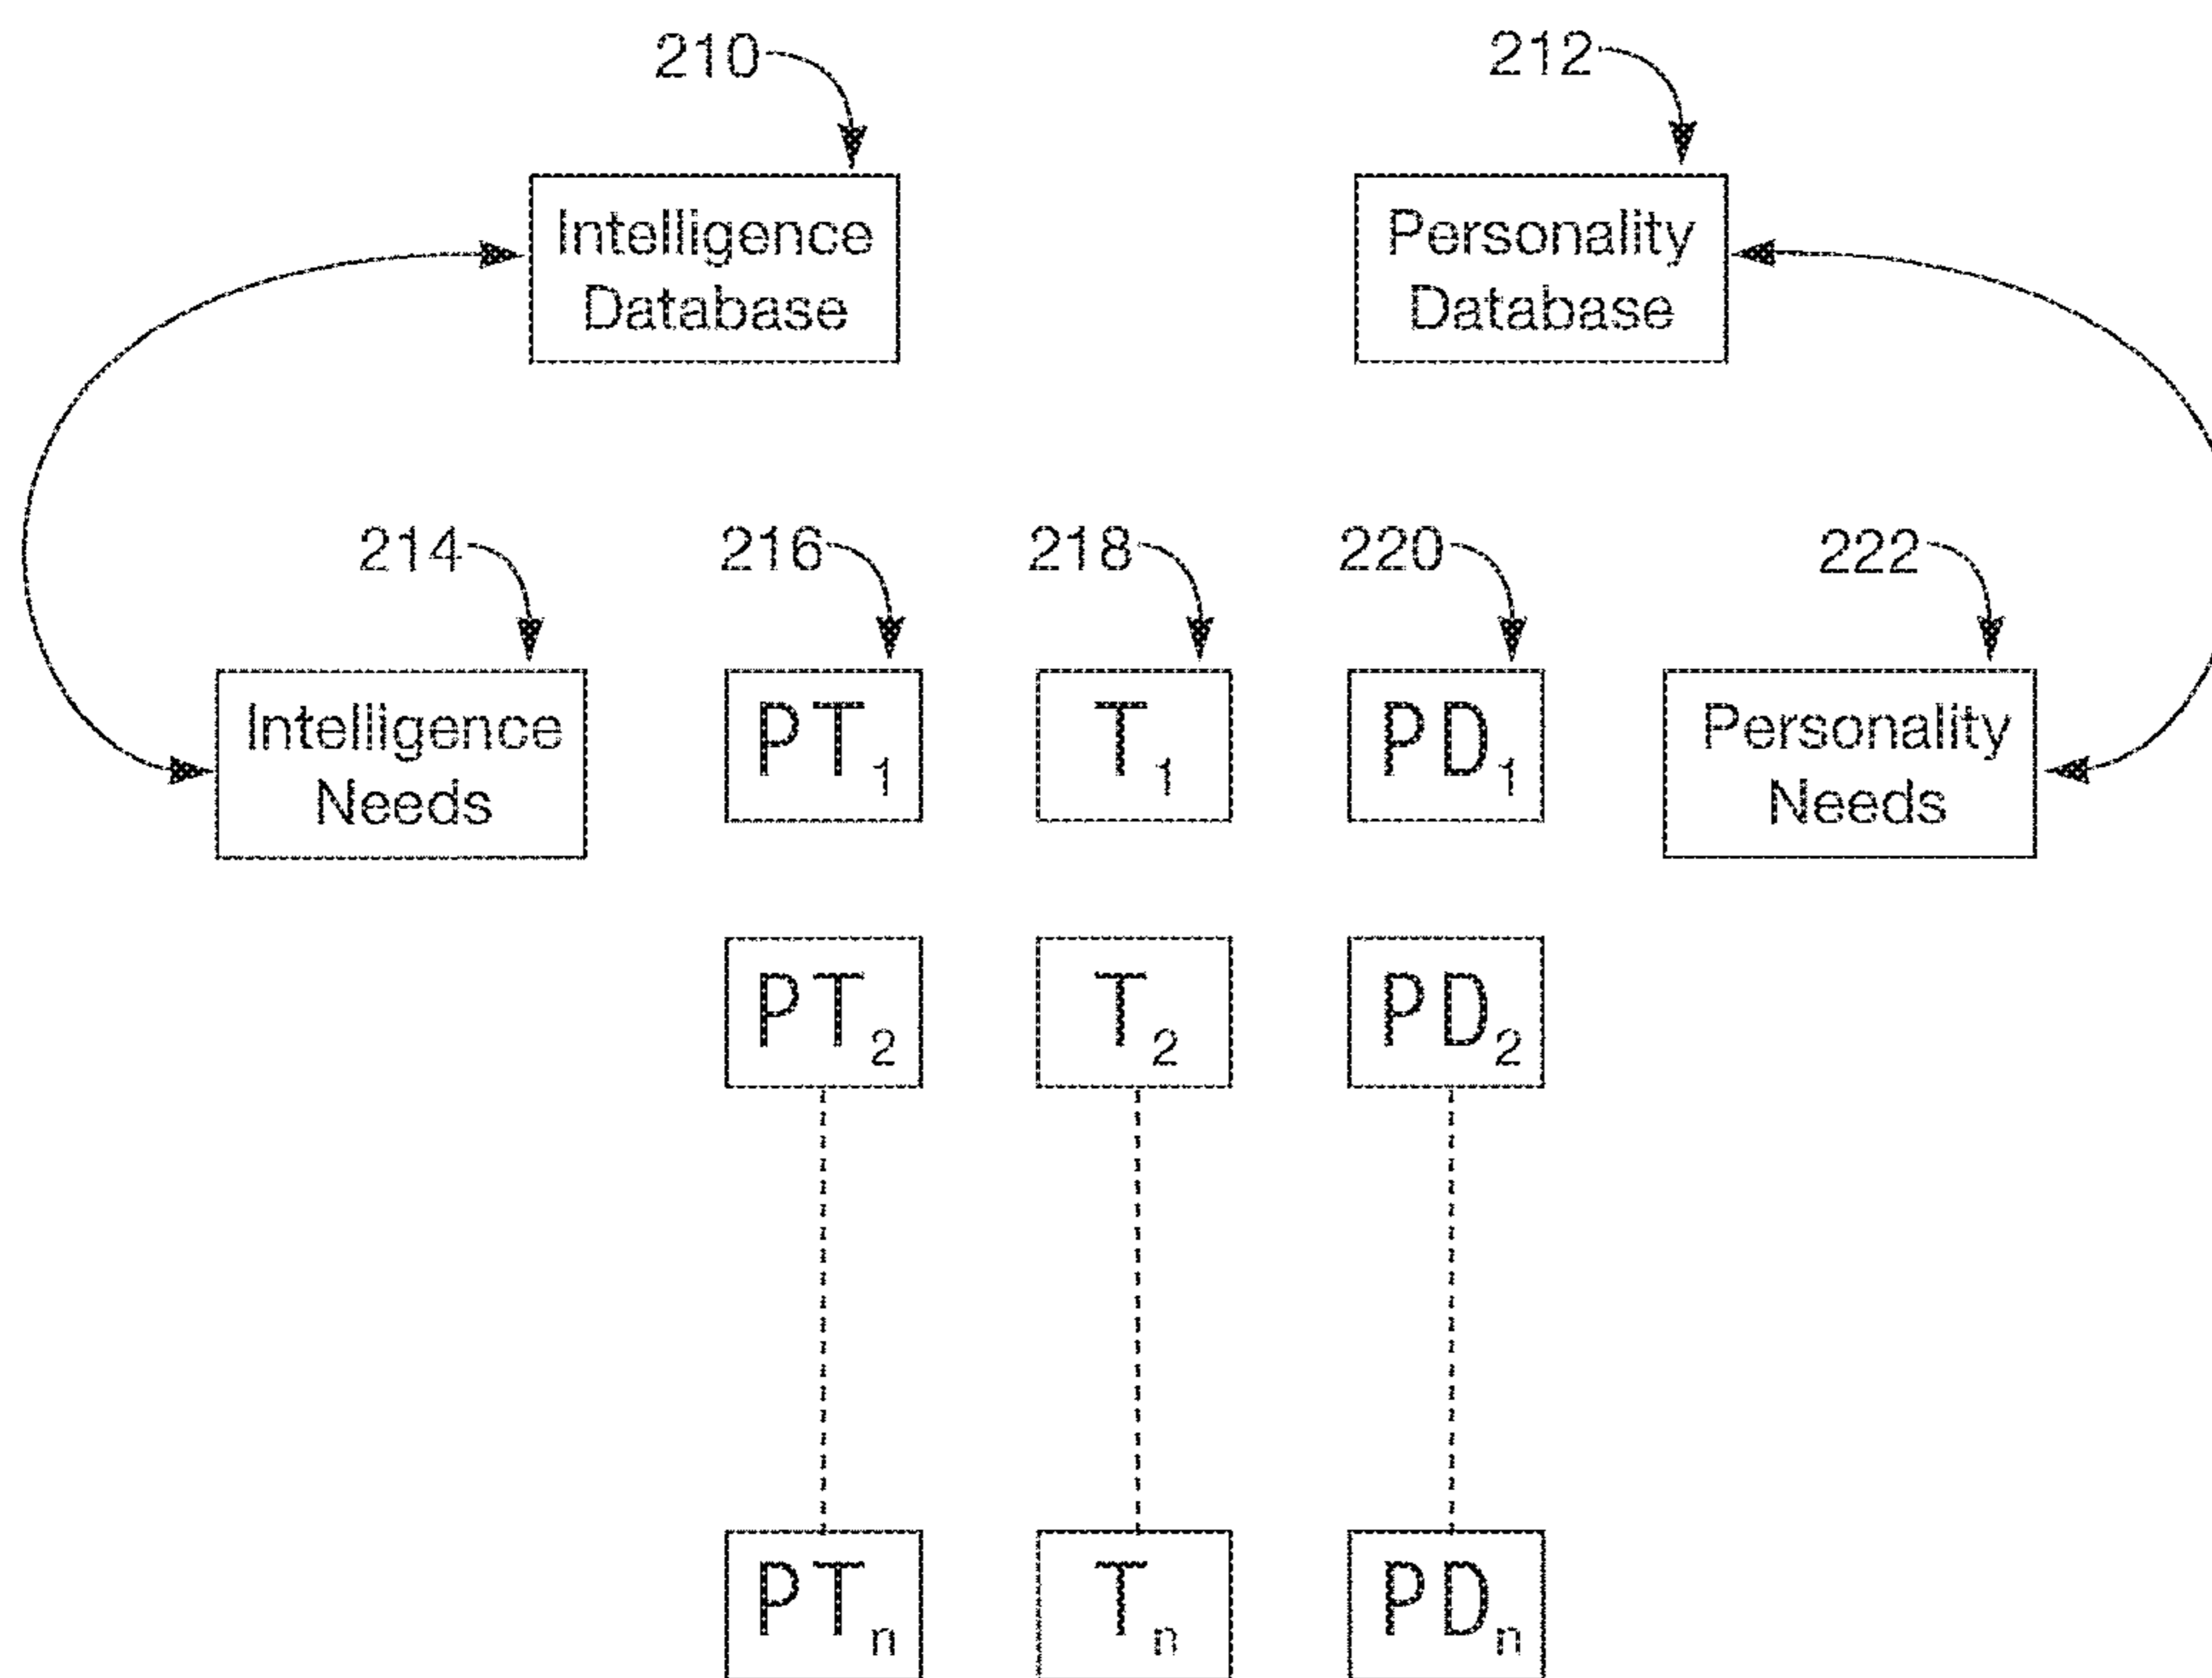 210
212
Intelligence
Database
Personality
Database
214
216
218
220
222
Intelligence
Needs
PT₁
T₁
PD₁
Personality
Needs
PT₂
T₂
PD₂
PTₙ
Tₙ
PDₙ